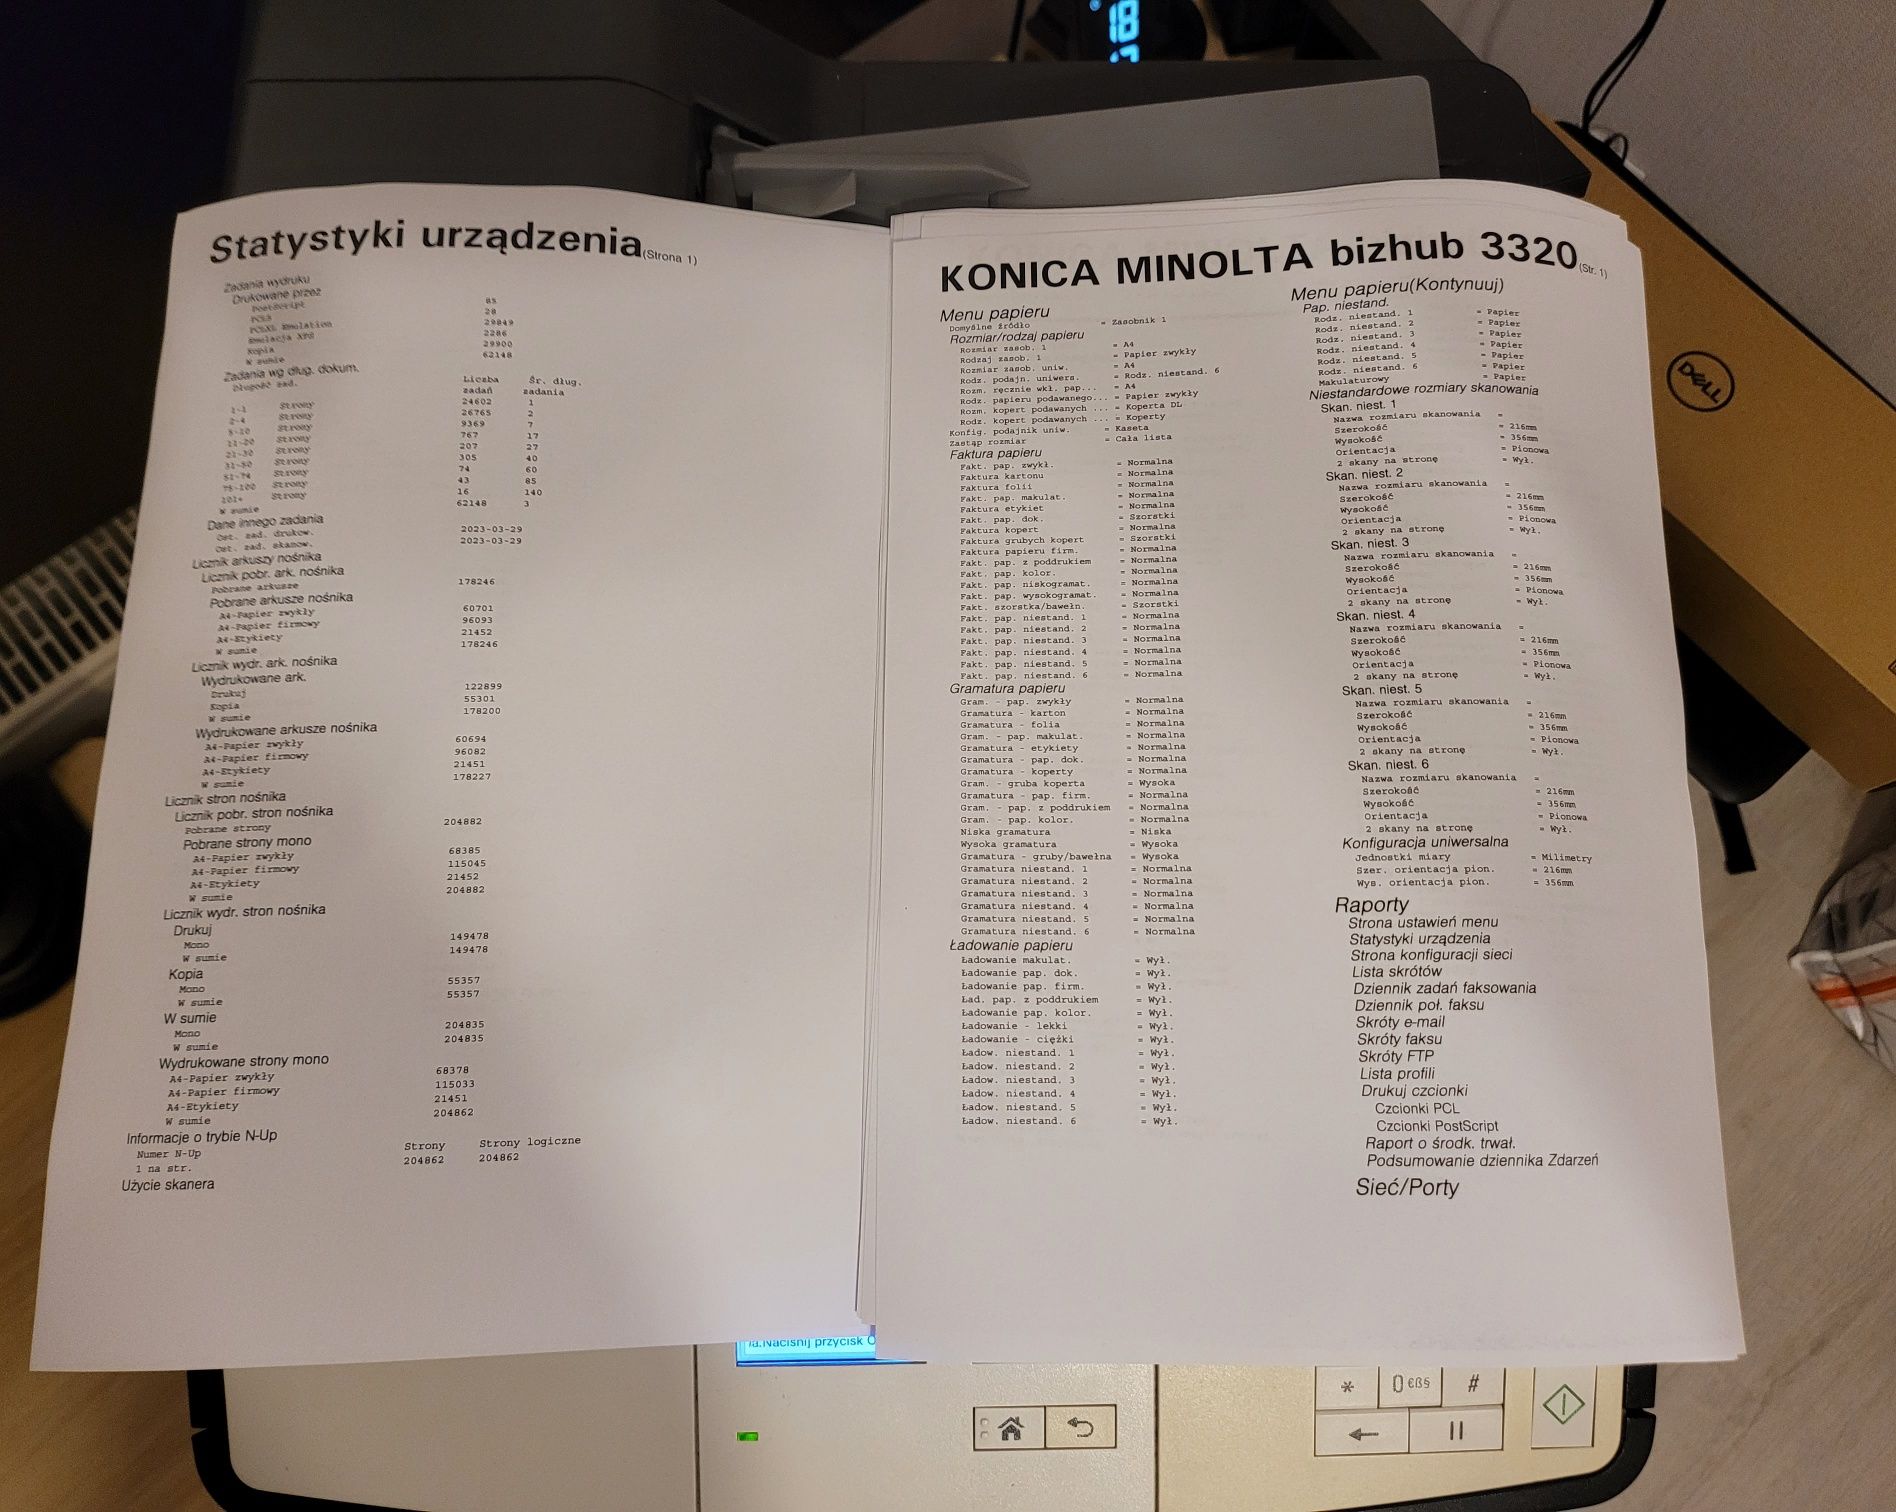 Statystyki urządzenia(Strona 1)
Zadania wydruku
Drukowane przez
PostScript 85
PCL5 28
PCLXL Emulation 29849
Emulacja XPS 2286
Kopia 29900
W sumie 62148
Zadania wg dług. dokum.
Długość zad. Liczba zadań Śr. dług. zadania
1-1 Strony 24602 1
2-4 Strony 26765 2
5-10 Strony 9369 7
11-20 Strony 767 17
21-30 Strony 207 27
31-50 Strony 305 40
51-74 Strony 74 60
75-100 Strony 43 85
101+ Strony 16 140
W sumie 62148 3
Dane innego zadania
Ost. zad. drukow. 2023-03-29
Ost. zad. skanow. 2023-03-29
Licznik arkuszy nośnika
Licznik pobr. ark. nośnika
Pobrane arkusze 178246
Pobrane arkusze nośnika
A4-Papier zwykły 60701
A4-Papier firmowy 96093
A4-Etykiety 21452
W sumie 178246
Licznik wydr. ark. nośnika
Wydrukowane ark.
Drukuj 122899
Kopia 55301
W sumie 178200
Wydrukowane arkusze nośnika
A4-Papier zwykły 60694
A4-Papier firmowy 96082
A4-Etykiety 21451
W sumie 178227
Licznik stron nośnika
Licznik pobr. stron nośnika
Pobrane strony 204882
Pobrane strony mono
A4-Papier zwykły 68385
A4-Papier firmowy 115045
A4-Etykiety 21452
W sumie 204882
Licznik wydr. stron nośnika
Drukuj
Mono 149478
W sumie 149478
Kopia
Mono 55357
W sumie 55357
W sumie
Mono 204835
W sumie 204835
Wydrukowane strony mono
A4-Papier zwykły 68378
A4-Papier firmowy 115033
A4-Etykiety 21451
W sumie 204862
Informacje o trybie N-Up
Numer N-Up Strony Strony logiczne
1 na str. 204862 204862
Użycie skanera
KONICA MINOLTA bizhub 3320(Str. 1)
Menu papieru
Domyślne źródło = Zasobnik 1
Rozmiar/rodzaj papieru
Rozmiar zasob. 1 = A4
Rodzaj zasob. 1 = Papier zwykły
Rozmiar zasob. uniw. = A4
Rodz. podajn. uniwers. = Rodz. niestand. 6
Rozm. ręcznie wkł. pap... = A4
Rodz. papieru podawanego... = Papier zwykły
Rozm. kopert podawanych ... = Koperta DL
Rodz. kopert podawanych ... = Koperty
Konfig. podajnik uniw. = Kaseta
Zastąp rozmiar = Cała lista
Faktura papieru
Fakt. pap. zwykł. = Normalna
Faktura kartonu = Normalna
Faktura folii = Normalna
Fakt. pap. makulat. = Normalna
Faktura etykiet = Normalna
Fakt. pap. dok. = Szorstki
Faktura kopert = Normalna
Faktura grubych kopert = Szorstki
Faktura papieru firm. = Normalna
Fakt. pap. z poddrukiem = Normalna
Fakt. pap. kolor. = Normalna
Fakt. pap. niskogramat. = Normalna
Fakt. pap. wysokogramat. = Normalna
Fakt. szorstka/bawełn. = Szorstki
Fakt. pap. niestand. 1 = Normalna
Fakt. pap. niestand. 2 = Normalna
Fakt. pap. niestand. 3 = Normalna
Fakt. pap. niestand. 4 = Normalna
Fakt. pap. niestand. 5 = Normalna
Fakt. pap. niestand. 6 = Normalna
Gramatura papieru
Gram. - pap. zwykły = Normalna
Gramatura - karton = Normalna
Gramatura - folia = Normalna
Gram. - pap. makulat. = Normalna
Gramatura - etykiety = Normalna
Gramatura - pap. dok. = Normalna
Gramatura - koperty = Normalna
Gram. - gruba koperta = Wysoka
Gramatura - pap. firm. = Normalna
Gram. - pap. z poddrukiem = Normalna
Gram. - pap. kolor. = Normalna
Niska gramatura = Niska
Wysoka gramatura = Wysoka
Gramatura - gruby/bawełna = Wysoka
Gramatura niestand. 1 = Normalna
Gramatura niestand. 2 = Normalna
Gramatura niestand. 3 = Normalna
Gramatura niestand. 4 = Normalna
Gramatura niestand. 5 = Normalna
Gramatura niestand. 6 = Normalna
Ładowanie papieru
Ładowanie makulat. = Wył.
Ładowanie pap. dok. = Wył.
Ładowanie pap. firm. = Wył.
Ład. pap. z poddrukiem = Wył.
Ładowanie pap. kolor. = Wył.
Ładowanie - lekki = Wył.
Ładowanie - ciężki = Wył.
Ładow. niestand. 1 = Wył.
Ładow. niestand. 2 = Wył.
Ładow. niestand. 3 = Wył.
Ładow. niestand. 4 = Wył.
Ładow. niestand. 5 = Wył.
Ładow. niestand. 6 = Wył.
Menu papieru(Kontynuuj)
Pap. niestand.
Rodz. niestand. 1 = Papier
Rodz. niestand. 2 = Papier
Rodz. niestand. 3 = Papier
Rodz. niestand. 4 = Papier
Rodz. niestand. 5 = Papier
Rodz. niestand. 6 = Papier
Makulaturowy = Papier
Niestandardowe rozmiary skanowania
Skan. niest. 1
Nazwa rozmiaru skanowania =
Szerokość = 216mm
Wysokość = 356mm
Orientacja = Pionowa
2 skany na stronę = Wył.
Skan. niest. 2
Nazwa rozmiaru skanowania =
Szerokość = 216mm
Wysokość = 356mm
Orientacja = Pionowa
2 skany na stronę = Wył.
Skan. niest. 3
Nazwa rozmiaru skanowania =
Szerokość = 216mm
Wysokość = 356mm
Orientacja = Pionowa
2 skany na stronę = Wył.
Skan. niest. 4
Nazwa rozmiaru skanowania =
Szerokość = 216mm
Wysokość = 356mm
Orientacja = Pionowa
2 skany na stronę = Wył.
Skan. niest. 5
Nazwa rozmiaru skanowania =
Szerokość = 216mm
Wysokość = 356mm
Orientacja = Pionowa
2 skany na stronę = Wył.
Skan. niest. 6
Nazwa rozmiaru skanowania =
Szerokość = 216mm
Wysokość = 356mm
Orientacja = Pionowa
2 skany na stronę = Wył.
Konfiguracja uniwersalna
Jednostki miary = Milimetry
Szer. orientacja pion. = 216mm
Wys. orientacja pion. = 356mm
Raporty
Strona ustawień menu
Statystyki urządzenia
Strona konfiguracji sieci
Lista skrótów
Dziennik zadań faksowania
Dziennik poł. faksu
Skróty e-mail
Skróty faksu
Skróty FTP
Lista profili
Drukuj czcionki
Czcionki PCL
Czcionki PostScript
Raport o środk. trwał.
Podsumowanie dziennika Zdarzeń
Sieć/Porty
DELL
Naciśnij przycisk
* 0 €ß§ #